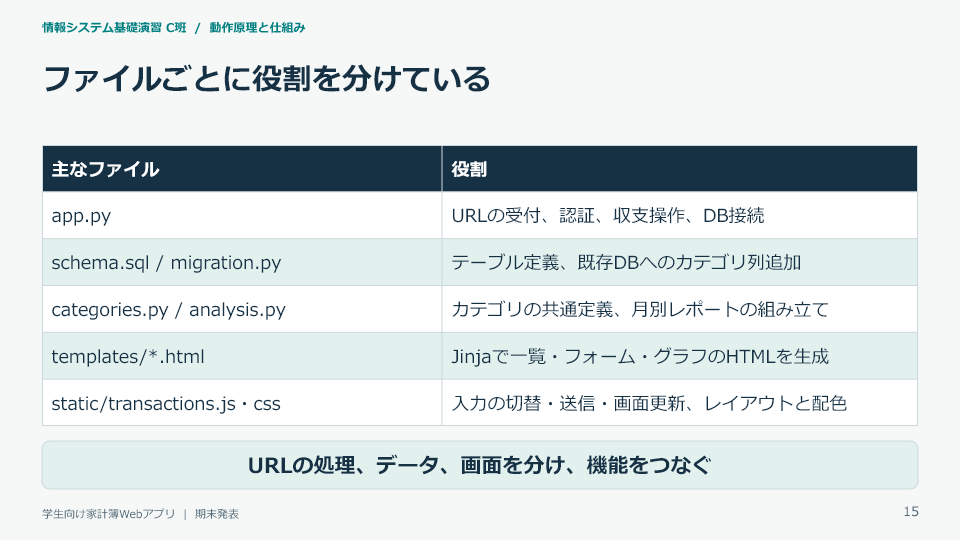 情報システム基礎演習 C班 / 動作原理と仕組み
ファイルごとに役割を分けている
主なファイル 役割
app.py URLの受付、認証、収支操作、DB接続
schema.sql / migration.py テーブル定義、既存DBへのカテゴリ列追加
categories.py / analysis.py カテゴリの共通定義、月別レポートの組み立て
templates/*.html Jinjaで一覧・フォーム・グラフのHTMLを生成
static/transactions.js・css 入力の切替・送信・画面更新、レイアウトと配色
URLの処理、データ、画面を分け、機能をつなぐ
学生向け家計簿Webアプリ | 期末発表 15